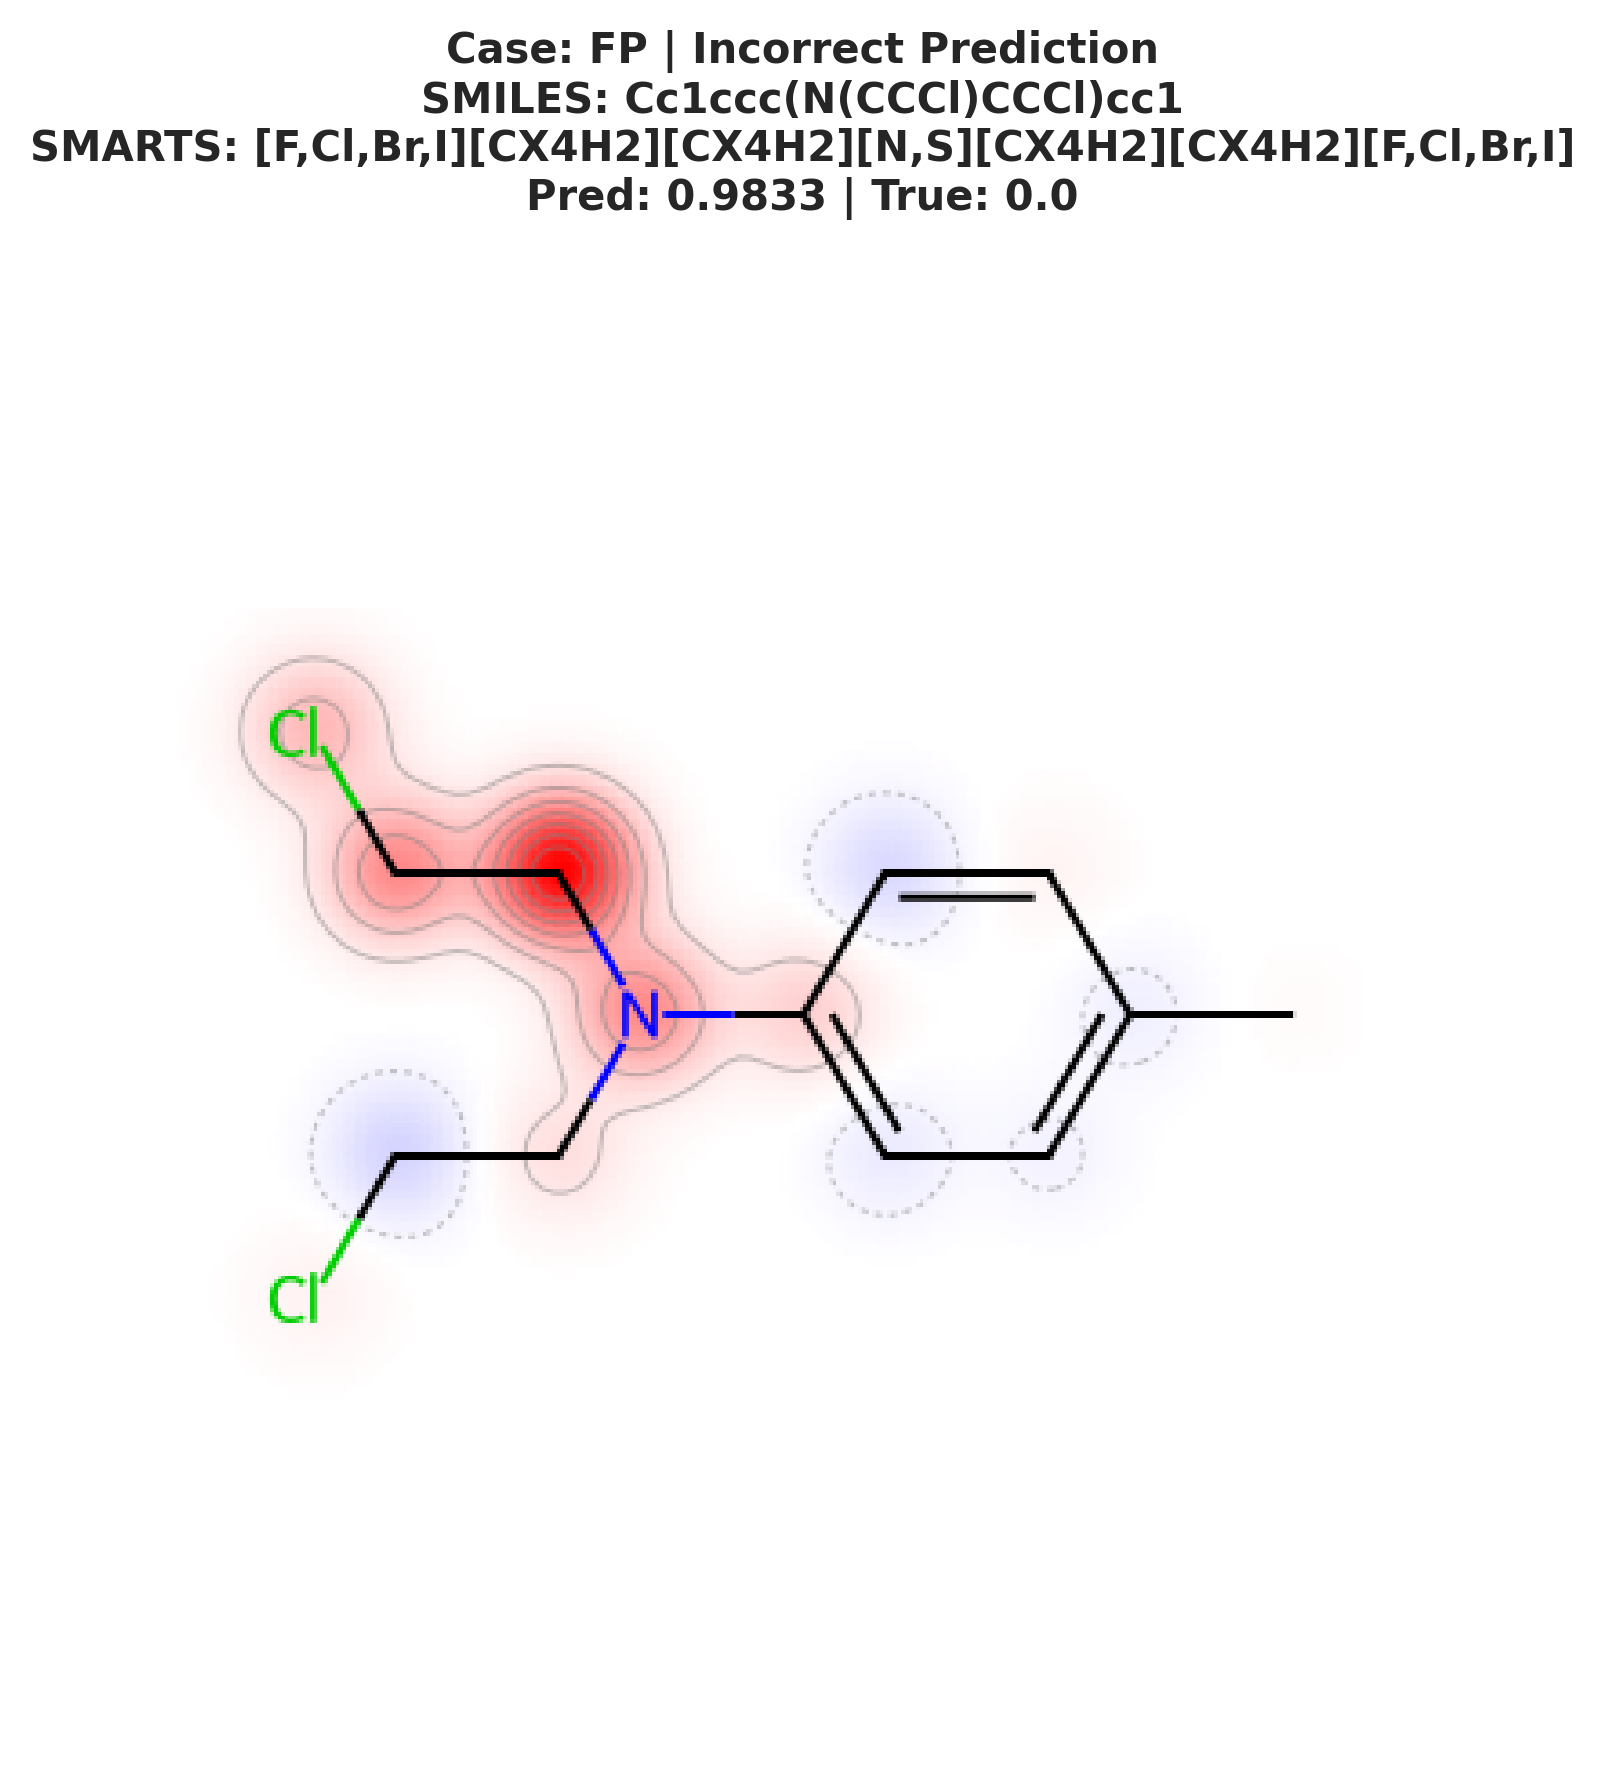 Case: FP | Incorrect Prediction
SMILES: Cc1ccc(N(CCCl)CCCl)cc1
SMARTS: [F,Cl,Br,I][CX4H2][CX4H2][N,S][CX4H2][CX4H2][F,Cl,Br,I]
Pred: 0.9833 | True: 0.0
Cl
N
Cl